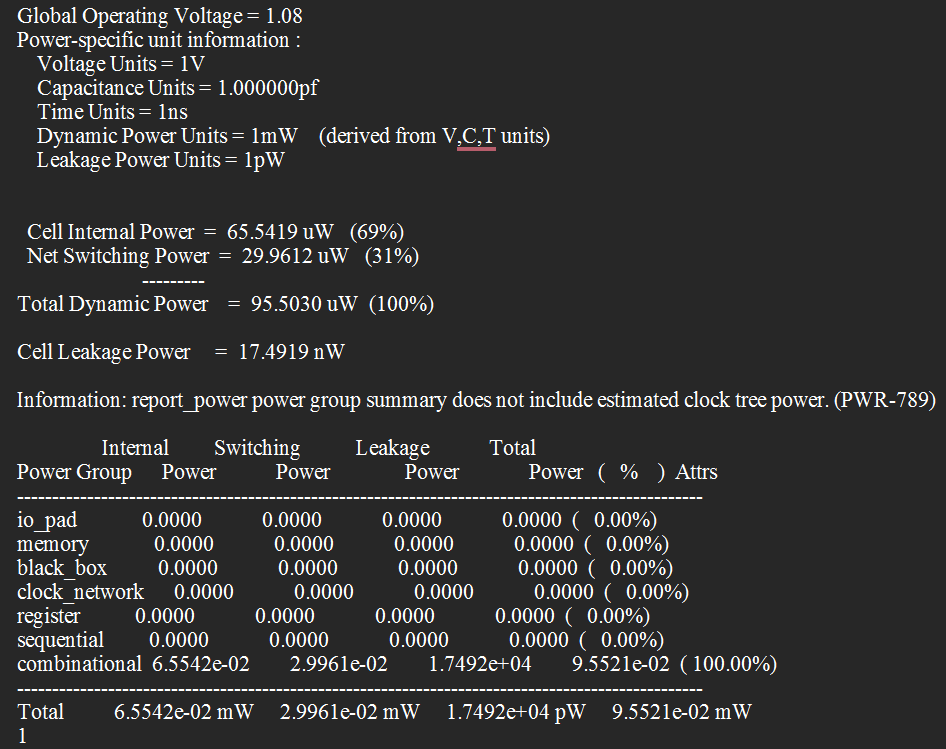 Global Operating Voltage = 1.08
Power-specific unit information :
Voltage Units = 1V
Capacitance Units = 1.000000pf
Time Units = 1ns
Dynamic Power Units = 1mW (derived from V,C,T units)
Leakage Power Units = 1pW
Cell Internal Power = 65.5419 uW (69%)
Net Switching Power = 29.9612 uW (31%)
---------
Total Dynamic Power = 95.5030 uW (100%)
Cell Leakage Power = 17.4919 nW
Information: report_power power group summary does not include estimated clock tree power. (PWR-789)
Internal Switching Leakage Total
Power Group Power Power Power Power ( % ) Attrs
--------------------------------------------------------------------------------------------------
io_pad 0.0000 0.0000 0.0000 0.0000 ( 0.00%)
memory 0.0000 0.0000 0.0000 0.0000 ( 0.00%)
black_box 0.0000 0.0000 0.0000 0.0000 ( 0.00%)
clock_network 0.0000 0.0000 0.0000 0.0000 ( 0.00%)
register 0.0000 0.0000 0.0000 0.0000 ( 0.00%)
sequential 0.0000 0.0000 0.0000 0.0000 ( 0.00%)
combinational 6.5542e-02 2.9961e-02 1.7492e+04 9.5521e-02 ( 100.00%)
--------------------------------------------------------------------------------------------------
Total 6.5542e-02 mW 2.9961e-02 mW 1.7492e+04 pW 9.5521e-02 mW
1